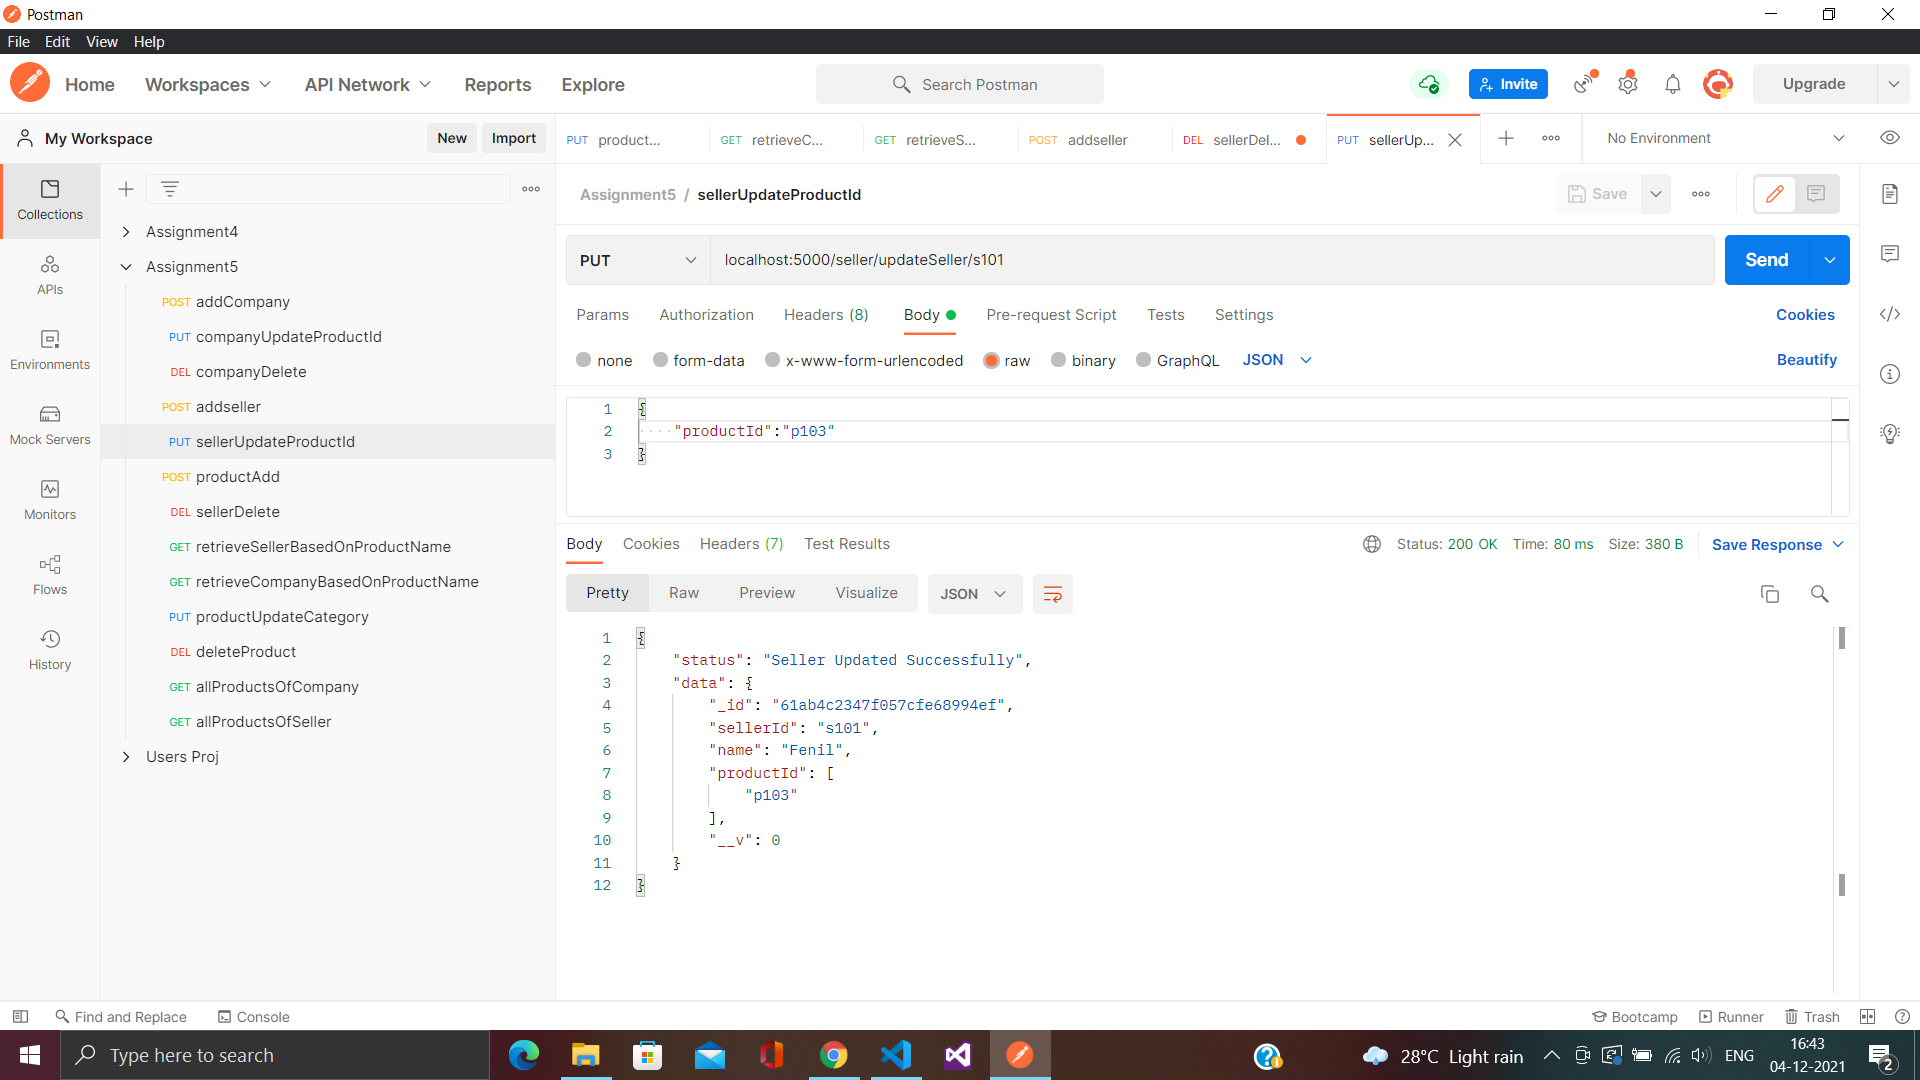 Postman
File Edit View Help
Home Workspaces API Network Reports Explore Search Postman Invite Upgrade
My Workspace New Import
PUT product... GET retrieveC... GET retrieveS... POST addseller DEL sellerDel... PUT sellerUp... No Environment
Collections
APIs
Environments
Mock Servers
Monitors
Flows
History
Assignment4
Assignment5
POST addCompany
PUT companyUpdateProductId
DEL companyDelete
POST addseller
PUT sellerUpdateProductId
POST productAdd
DEL sellerDelete
GET retrieveSellerBasedOnProductName
GET retrieveCompanyBasedOnProductName
PUT productUpdateCategory
DEL deleteProduct
GET allProductsOfCompany
GET allProductsOfSeller
Users Proj
Assignment5 / sellerUpdateProductId Save
PUT localhost:5000/seller/updateSeller/s101 Send
Params Authorization Headers (8) Body Pre-request Script Tests Settings Cookies
none form-data x-www-form-urlencoded raw binary GraphQL JSON Beautify
1 {
2 "productId":"p103"
3 }
Body Cookies Headers (7) Test Results Status: 200 OK Time: 80 ms Size: 380 B Save Response
Pretty Raw Preview Visualize JSON
1 {
2 "status": "Seller Updated Successfully",
3 "data": {
4 "_id": "61ab4c2347f057cfe68994ef",
5 "sellerId": "s101",
6 "name": "Fenil",
7 "productId": [
8 "p103"
9 ],
10 "__v": 0
11 }
12 }
Find and Replace Console Bootcamp Runner Trash
Type here to search 28°C Light rain ENG 16:43
04-12-2021 2